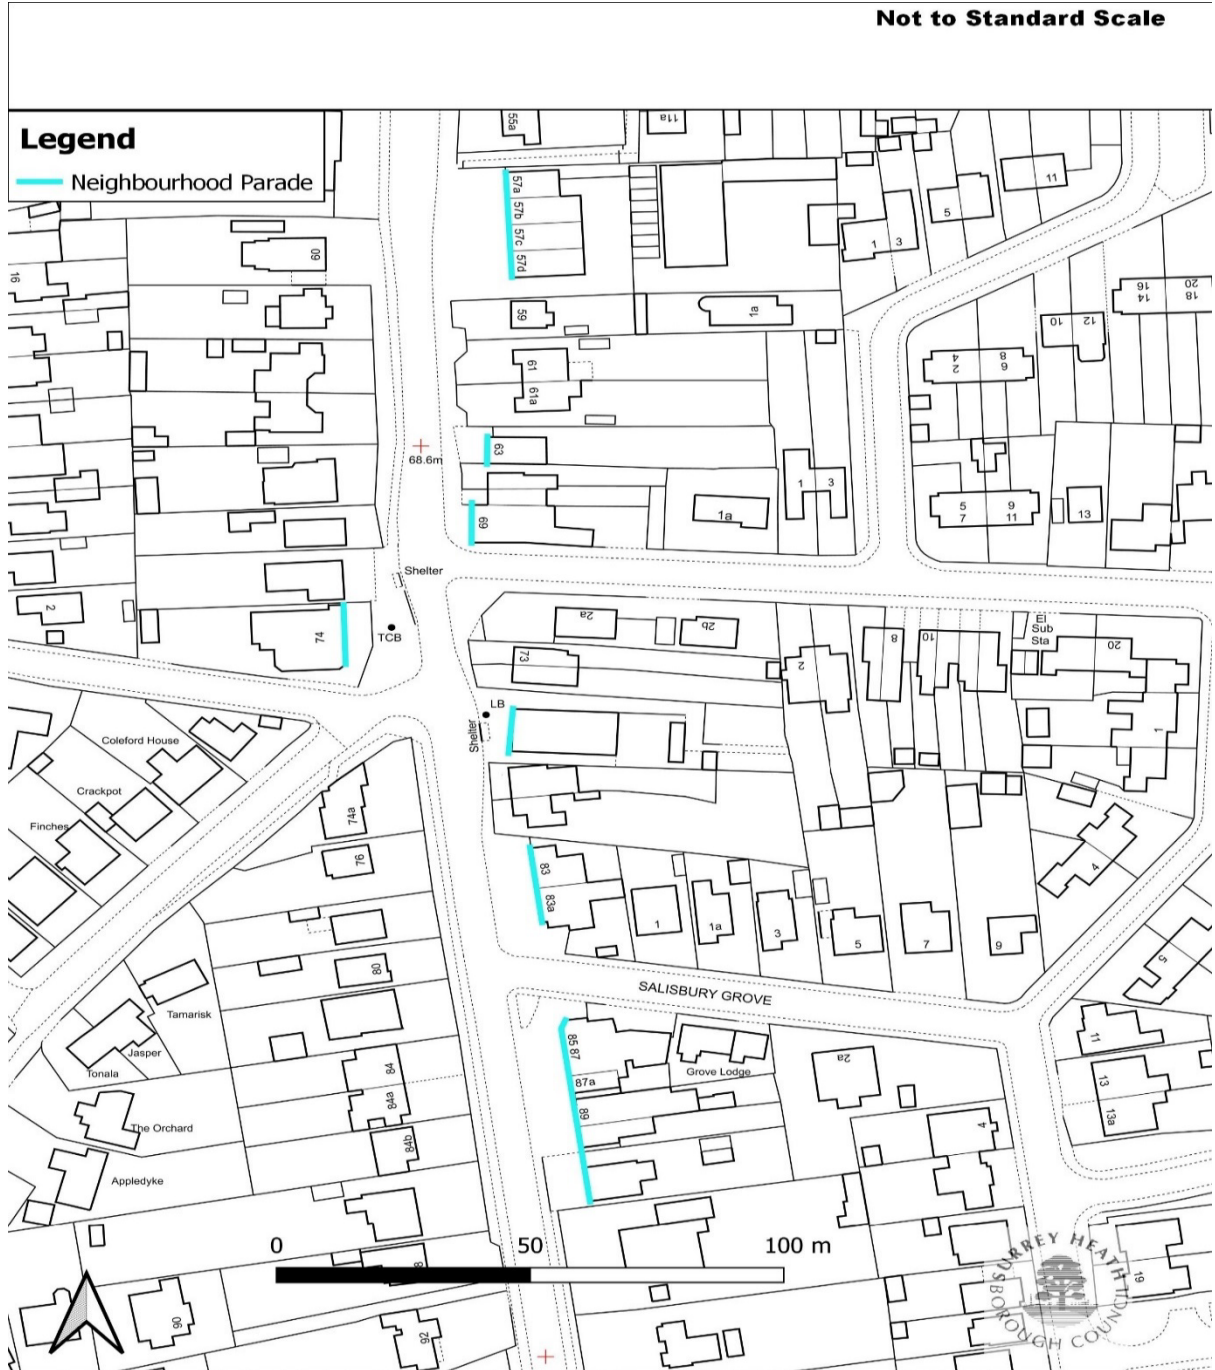 Not to Standard Scale
Legend
Neighbourhood Parade
55a
11a
57a
57b
57c
57d
11
5
1
3
60
16
59
1a
20
18
16
14
12
10
61
61a
8
6
4
2
63
68.6m
1
3
1a
69
5
7
9
11
13
Shelter
2
74
TCB
2a
2b
73
2
8
10
El
Sub
Sta
20
1
LB
Shelter
Coleford House
Crackpot
Finches
74a
76
83
83a
1
1a
3
5
7
9
4
5
80
SALISBURY GROVE
Tamarisk
Jasper
Tonala
The Orchard
Appledyke
84
84a
84b
85 87
87a
89
Grove Lodge
2a
4
11
13
13a
0
50
100 m
8
90
92
19
SURREY HEATH
BOROUGH COUNCIL